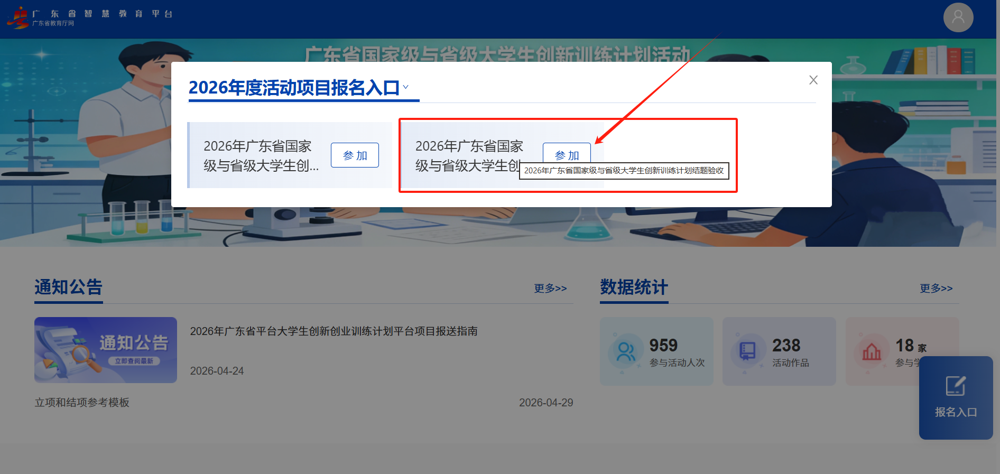 广东省智慧教育平台
广东省教育厅网
广东省国家级与省级大学生创新训练计划活动
2026年度活动项目报名入口
2026年广东省国家
级与省级大学生创...
参 加
2026年广东省国家
级与省级大学生创
参 加
2026年广东省国家级与省级大学生创新训练计划结题验收
通知公告
更多>>
通知公告
立即查阅最新
2026年广东省平台大学生创新创业训练计划平台项目报送指南
2026-04-24
立项和结项参考模板
2026-04-29
数据统计
更多>>
959
参与活动人次
238
活动作品
18 家
参与学
报名入口